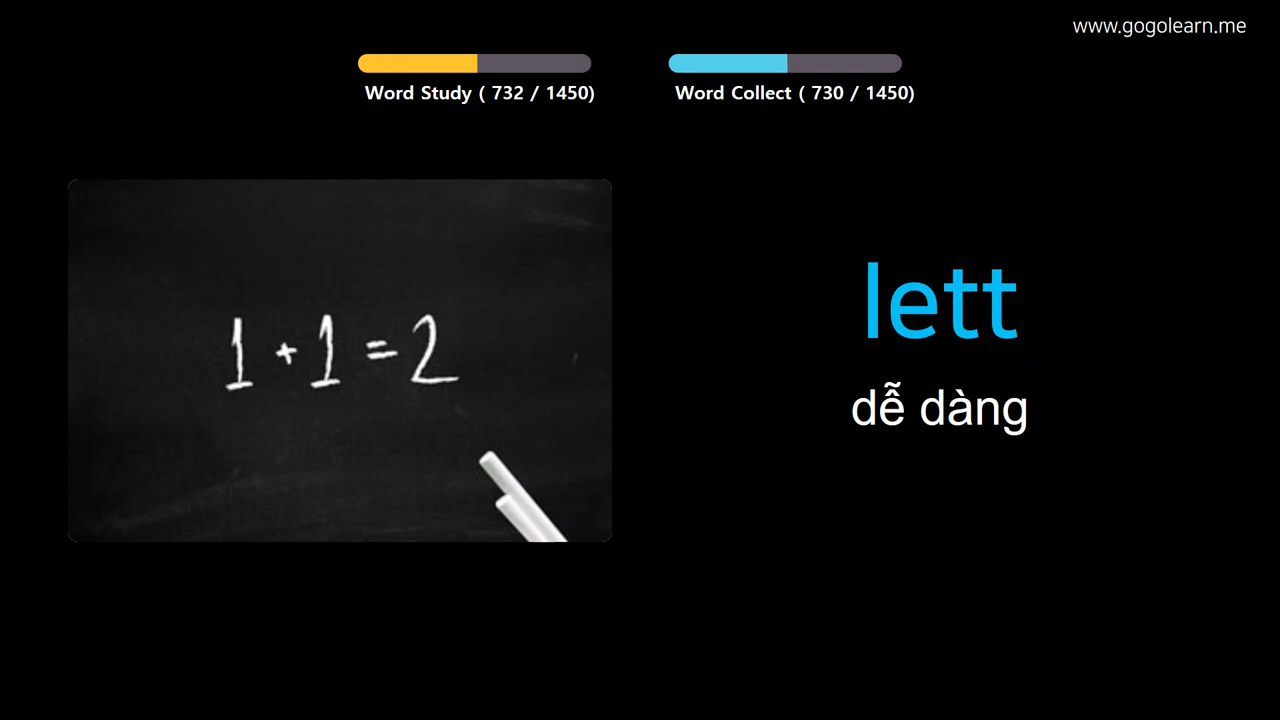 www.gogolearn.me
Word Study ( 732 / 1450)
Word Collect ( 730 / 1450)
1 + 1 = 2
lett
dễ dàng